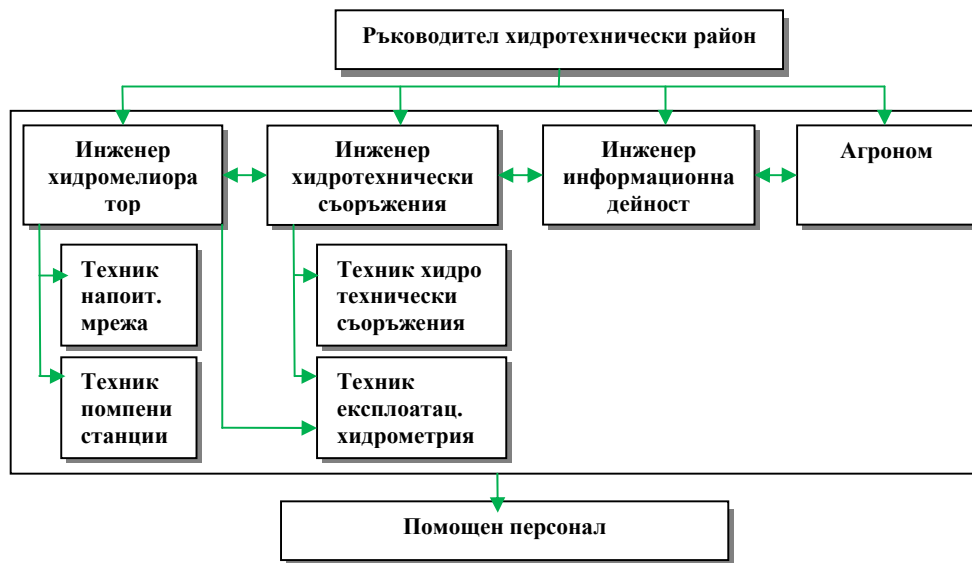 Ръководител хидротехнически район
Инженер
хидромелиора
тор
Инженер
хидротехнически
съоръжения
Инженер
информационна
дейност
Агроном
Техник
напоит.
мрежа
Техник хидро
технически
съоръжения
Техник
помпени
станции
Техник
експлоатац.
хидрометрия
Помощен персонал